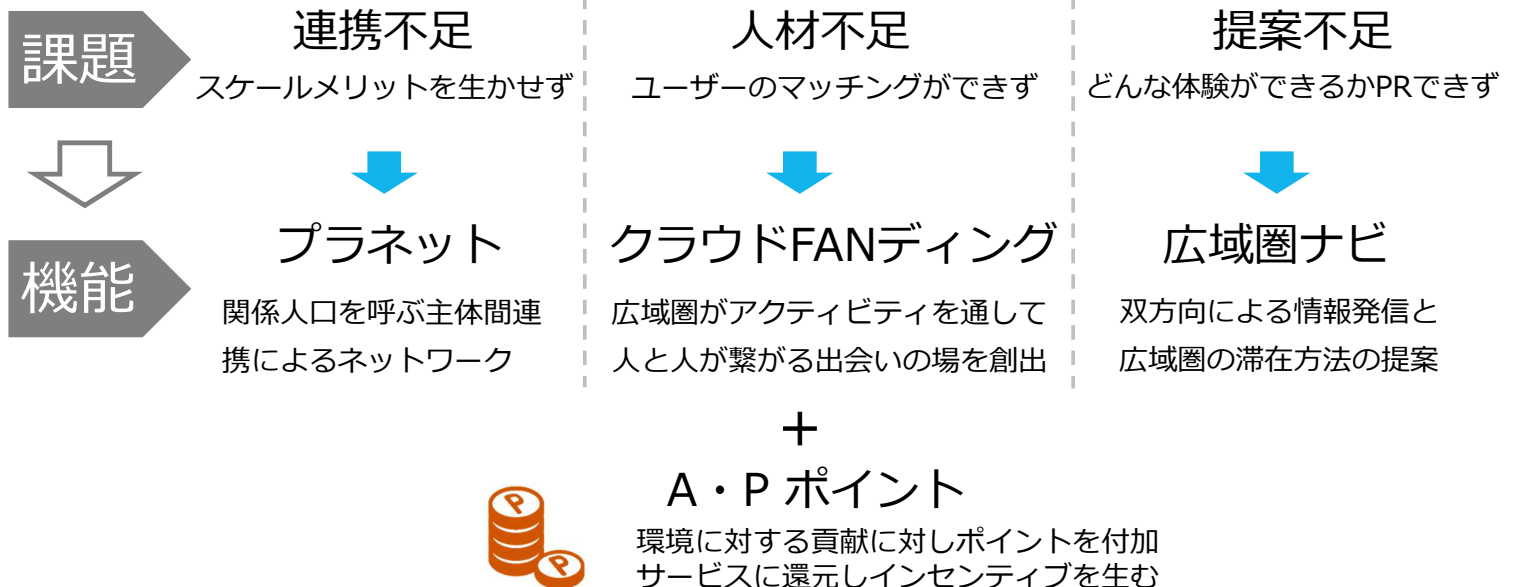 課題
連携不足
スケールメリットを生かせず
人材不足
ユーザーのマッチングができず
提案不足
どんな体験ができるかPRできず
機能
プラネット
関係人口を呼ぶ主体間連
携によるネットワーク
クラウドFANディング
広域圏がアクティビティを通して
人と人が繋がる出会いの場を創出
広域圏ナビ
双方向による情報発信と
広域圏の滞在方法の提案
＋
A・P ポイント
P
P
環境に対する貢献に対しポイントを付加
サービスに還元しインセンティブを生む